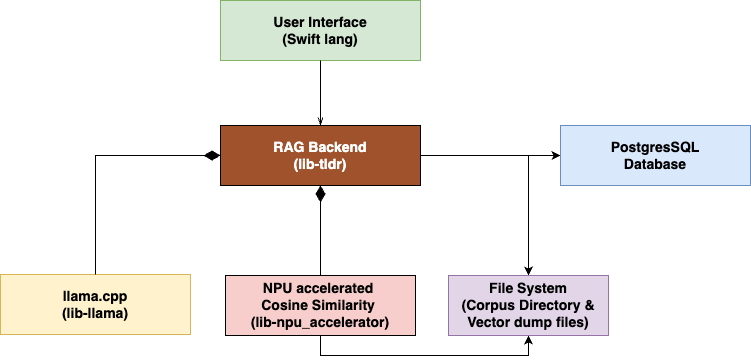 User Interface
(Swift lang)
RAG Backend
(lib-tldr)
PostgresSQL
Database
llama.cpp
(lib-llama)
NPU accelerated
Cosine Similarity
(lib-npu_accelerator)
File System
(Corpus Directory &
Vector dump files)